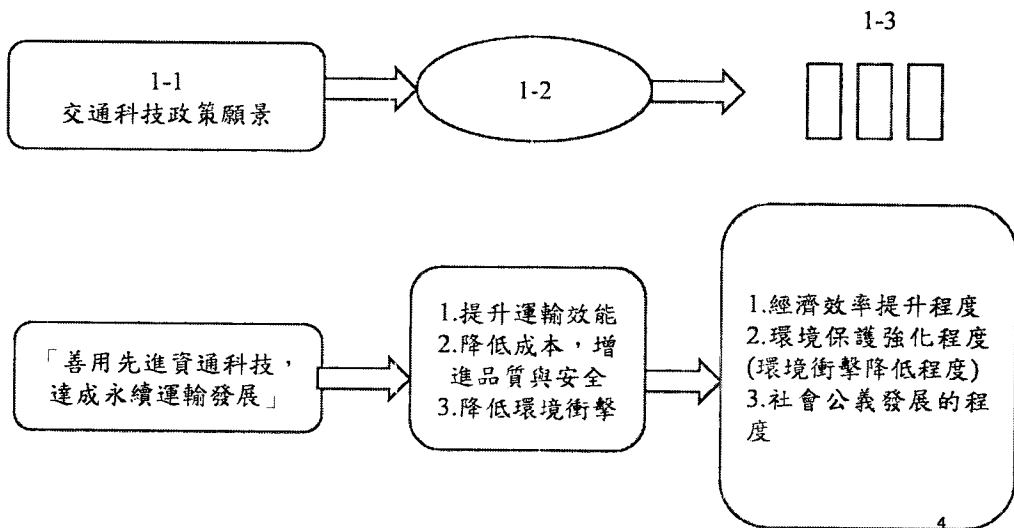 1-1
交通科技政策願景
1-2
1-3
「善用先進資通科技，
達成永續運輸發展」
1.提升運輸效能
2.降低成本，增
進品質與安全
3.降低環境衝擊
1.經濟效率提升程度
2.環境保護強化程度
(環境衝擊降低程度)
3.社會公義發展的程
度
4